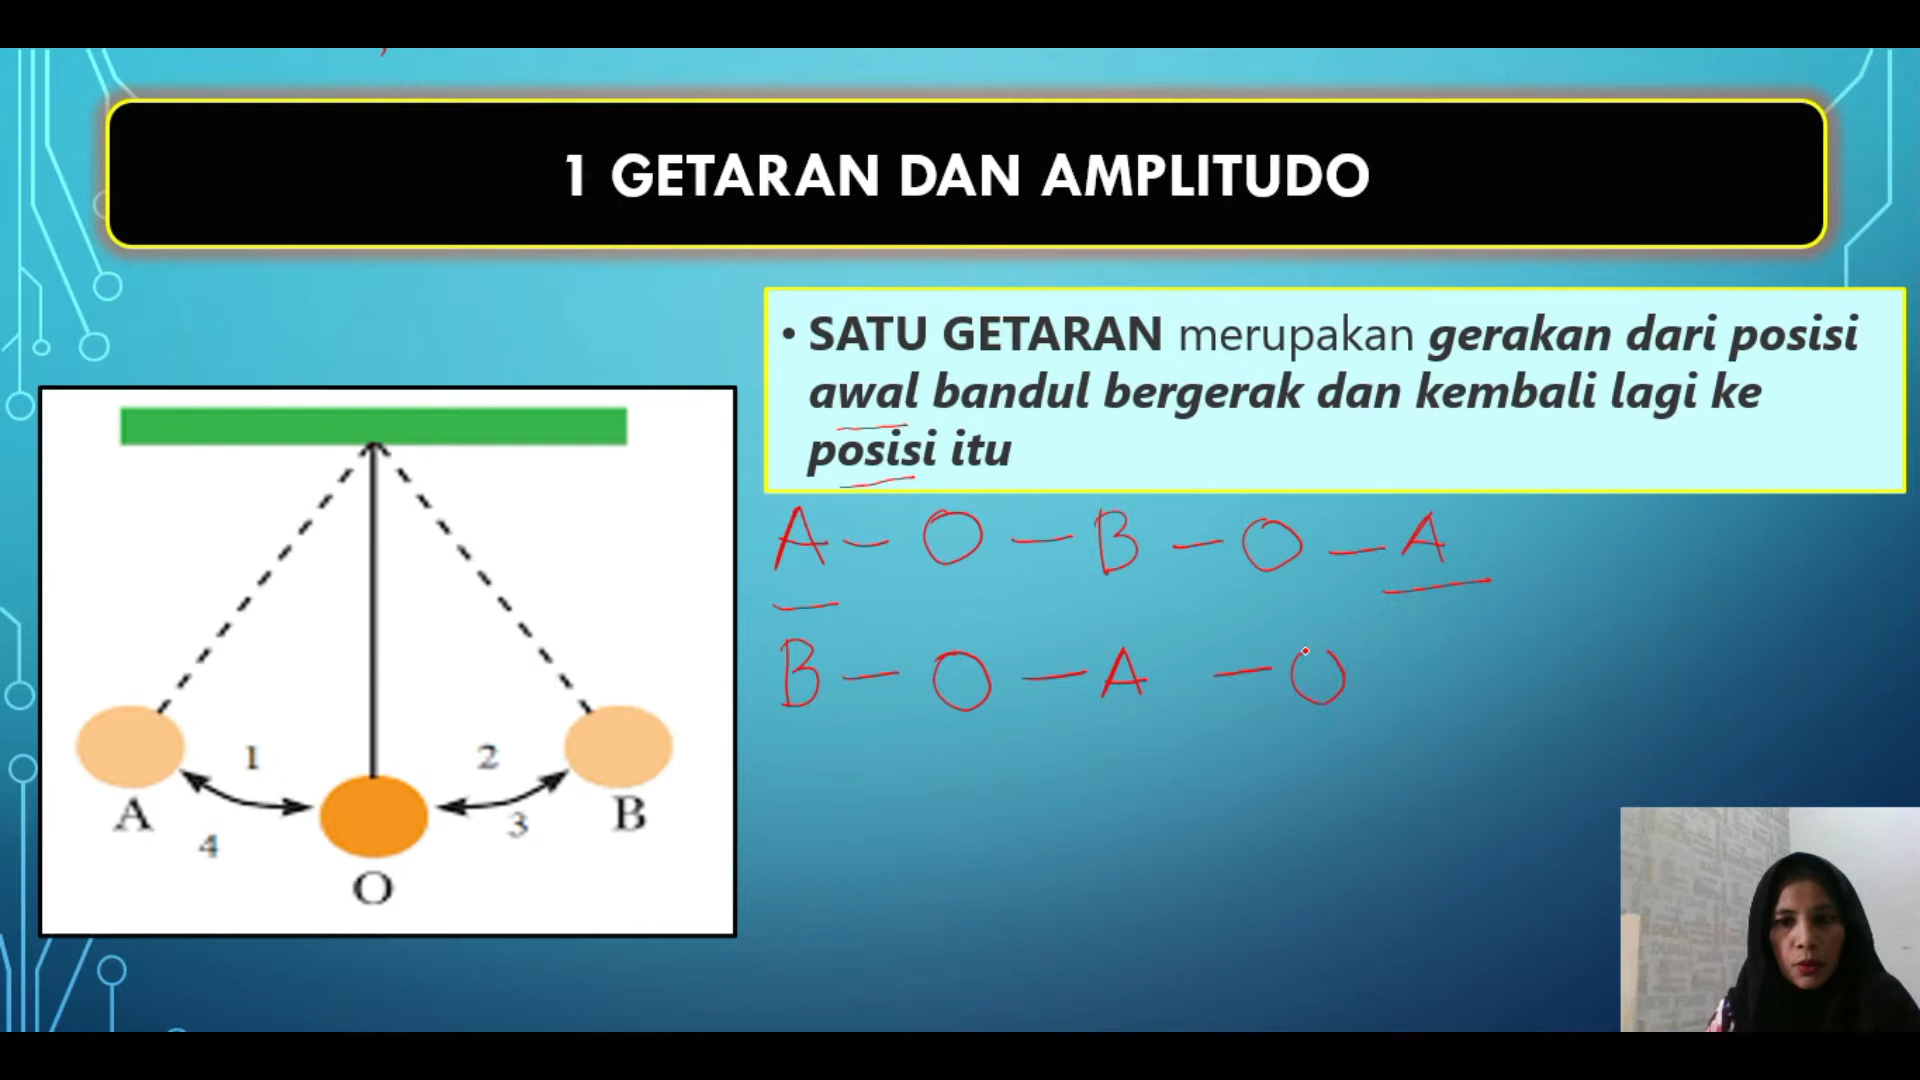 1 GETARAN DAN AMPLITUDO
• SATU GETARAN merupakan gerakan dari posisi
awal bandul bergerak dan kembali lagi ke
posisi itu
A – O – B – O – A
B – O – A – O
1
2
A
B
4
3
O